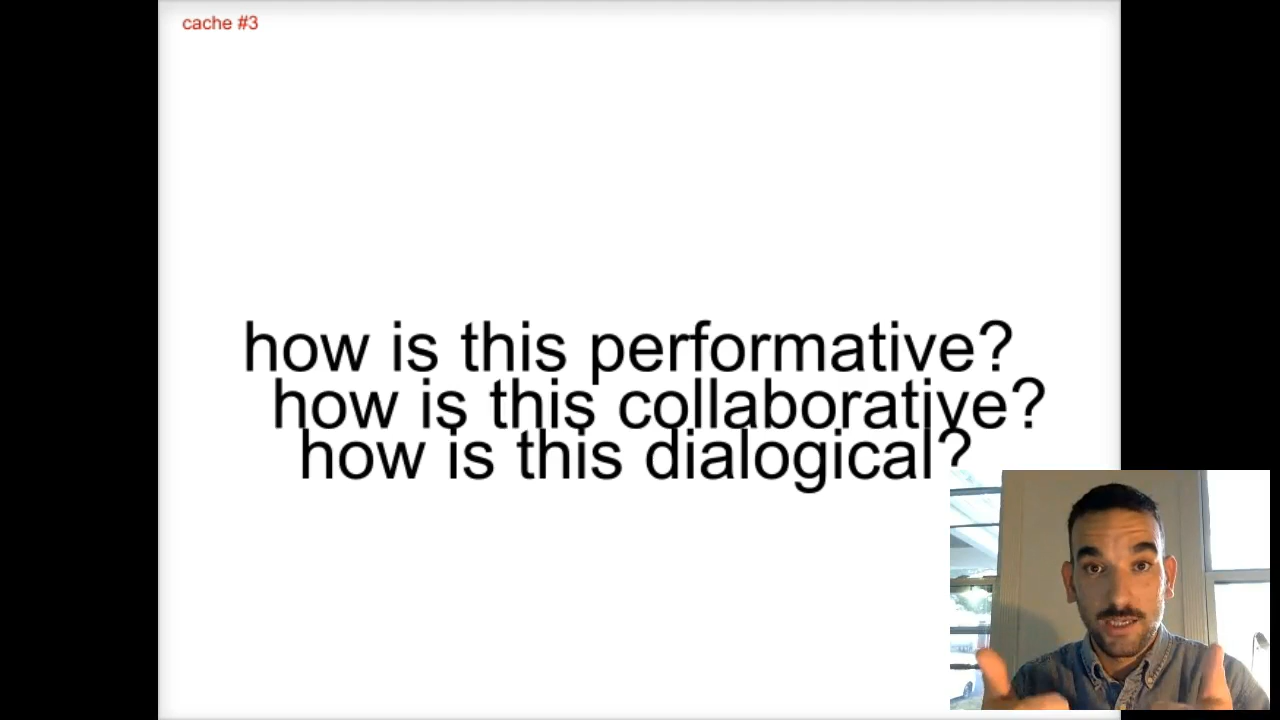 cache #3
how is this performative?
how is this collaborative?
how is this dialogical?